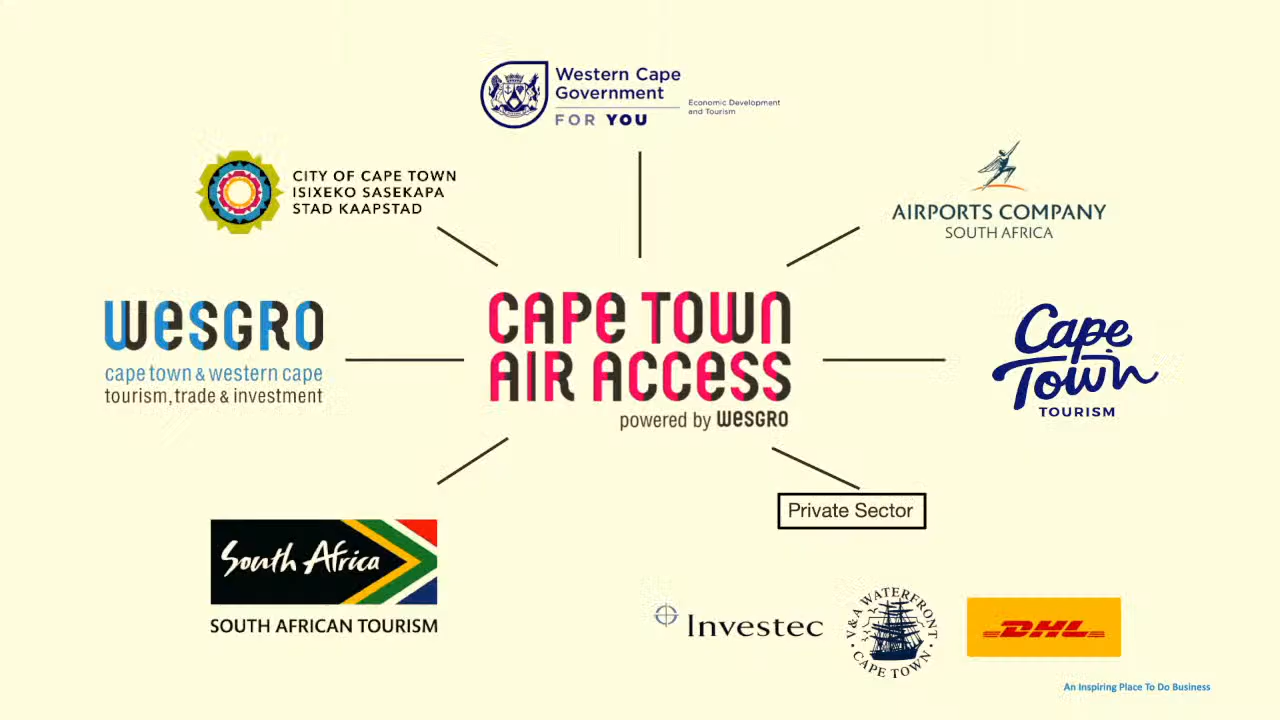 Western Cape
Government
FOR YOU
Economic Development
and Tourism
CITY OF CAPE TOWN
ISIXEKO SASEKAPA
STAD KAAPSTAD
AIRPORTS COMPANY
SOUTH AFRICA
WESGRO
cape town & western cape
tourism, trade & investment
CAPE TOWN
AIR ACCESS
powered by WESGRO
Cape
Town
TOURISM
Private Sector
South Africa
SOUTH AFRICAN TOURISM
Investec
V&A WATERFRONT
CAPE TOWN
DHL
An Inspiring Place To Do Business